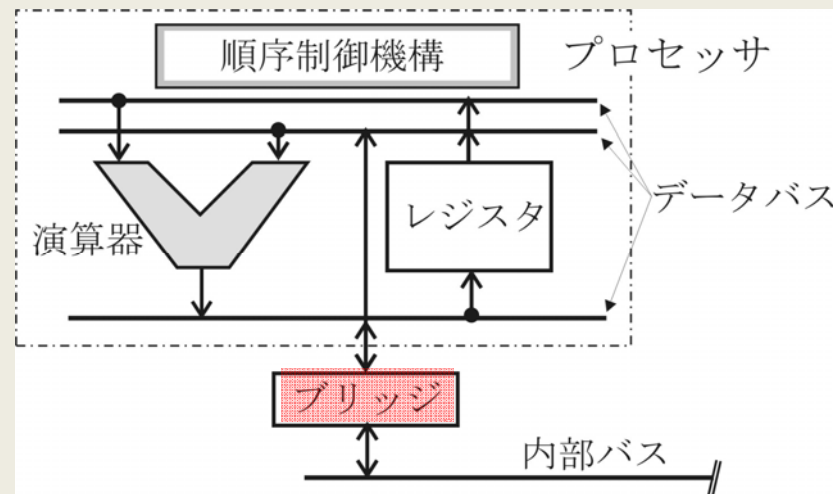 順序制御機構
プロセッサ
演算器
レジスタ
データバス
ブリッジ
内部バス